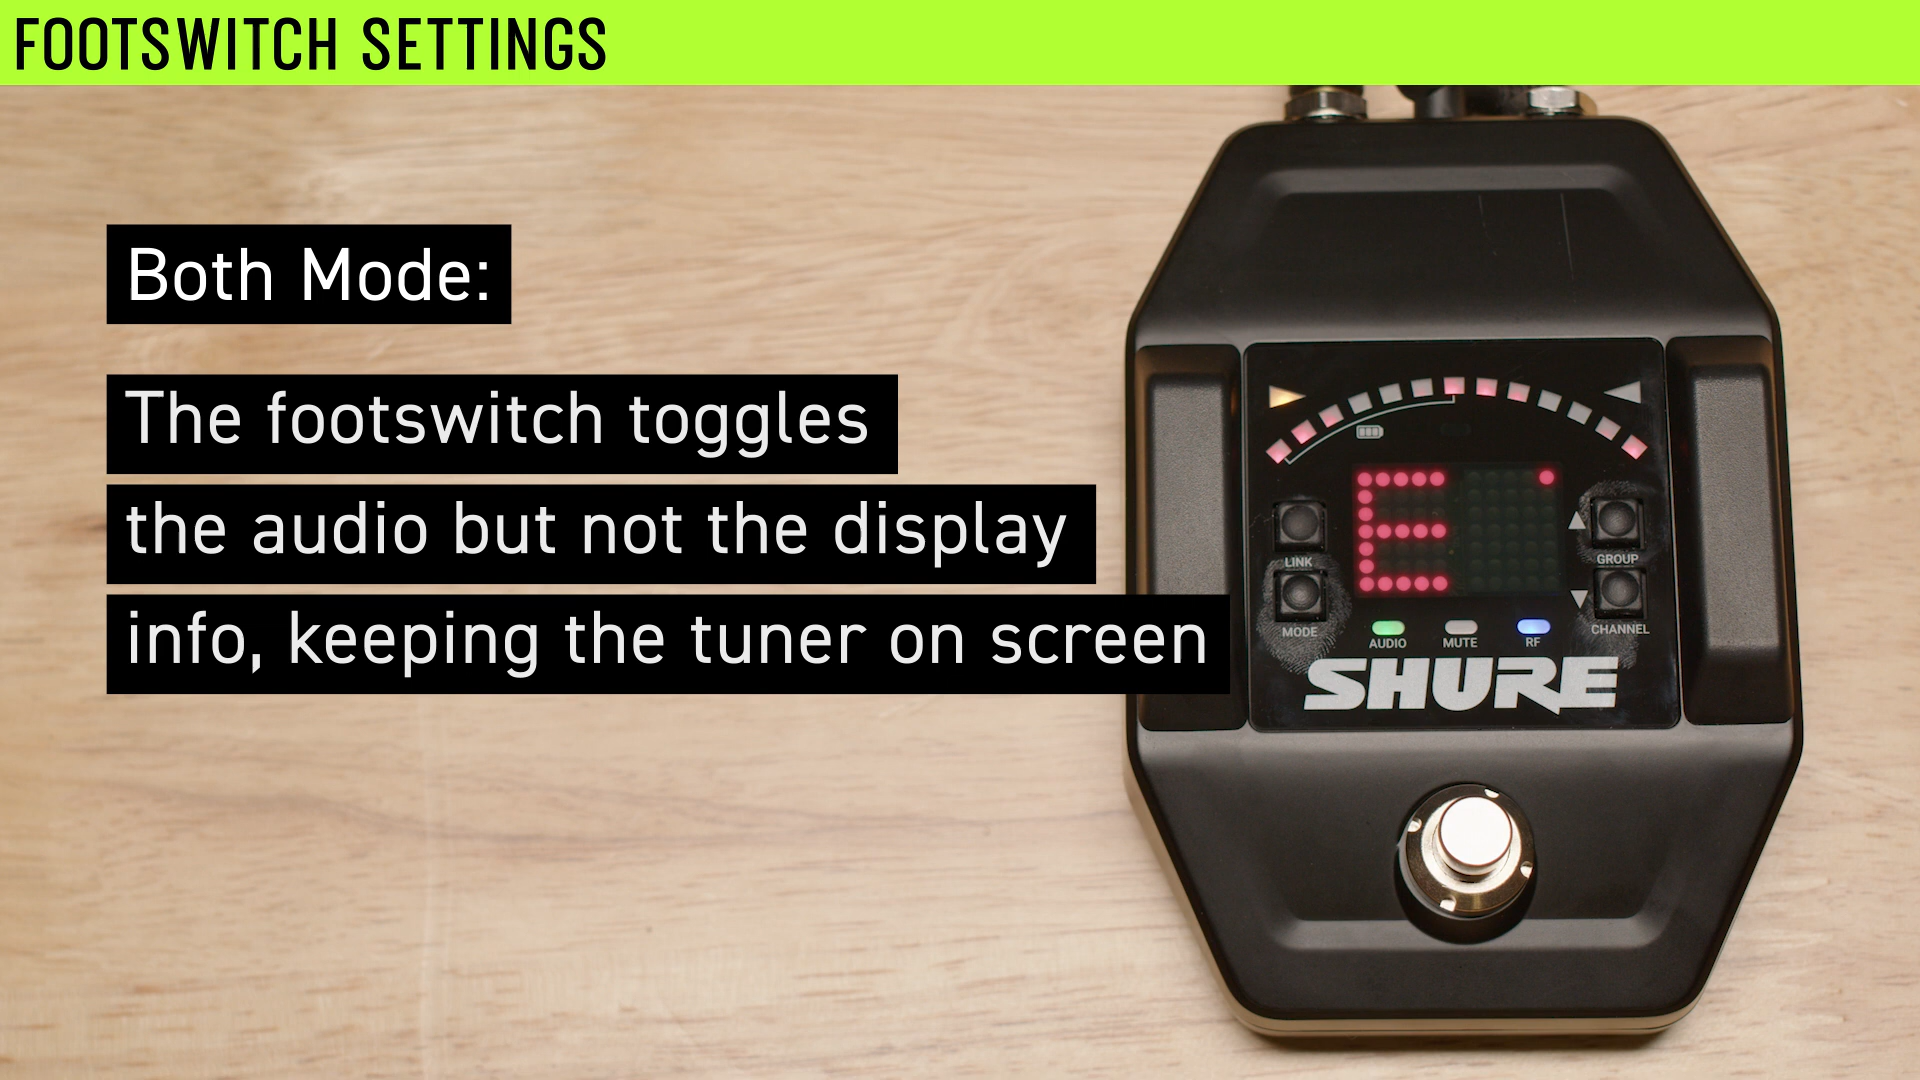 FOOTSWITCH SETTINGS
Both Mode:
The footswitch toggles
the audio but not the display
info, keeping the tuner on screen
E
LINK
GROUP
MODE
CHANNEL
AUDIO MUTE RF
SHURE